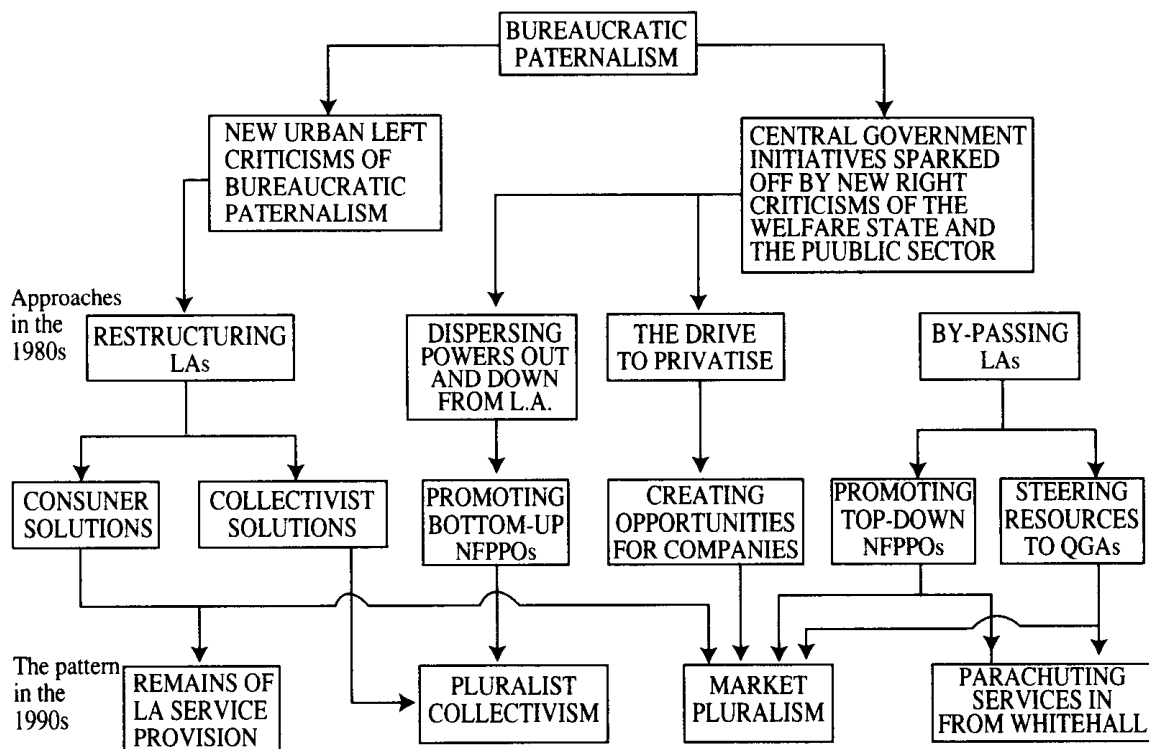 BUREAUCRATIC
PATERNALISM
NEW URBAN LEFT
CRITICISMS OF
BUREAUCRATIC
PATERNALISM
CENTRAL GOVERNMENT
INITIATIVES SPARKED
OFF BY NEW RIGHT
CRITICISMS OF THE
WELFARE STATE AND
THE PUUBLIC SECTOR
Approaches
in the
1980s
RESTRUCTURING
LAs
DISPERSING
POWERS OUT
AND DOWN
FROM L.A.
THE DRIVE
TO PRIVATISE
BY-PASSING
LAs
CONSUNER
SOLUTIONS
COLLECTIVIST
SOLUTIONS
PROMOTING
BOTTOM-UP
NFPPOs
CREATING
OPPORTUNITIES
FOR COMPANIES
PROMOTING
TOP-DOWN
NFPPOs
STEERING
RESOURCES
TO QGAs
The pattern
in the
1990s
REMAINS OF
LA SERVICE
PROVISION
PLURALIST
COLLECTIVISM
MARKET
PLURALISM
PARACHUTING
SERVICES IN
FROM WHITEHALL